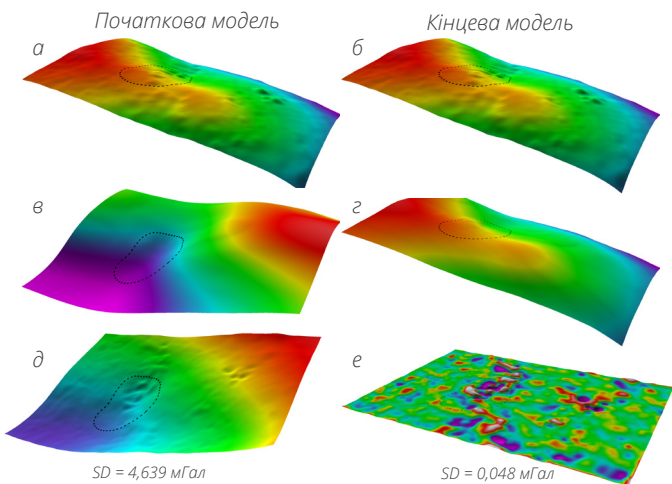 Початкова модель
Кінцева модель
а
б
в
г
д
е
SD = 4,639 мГал
SD = 0,048 мГал